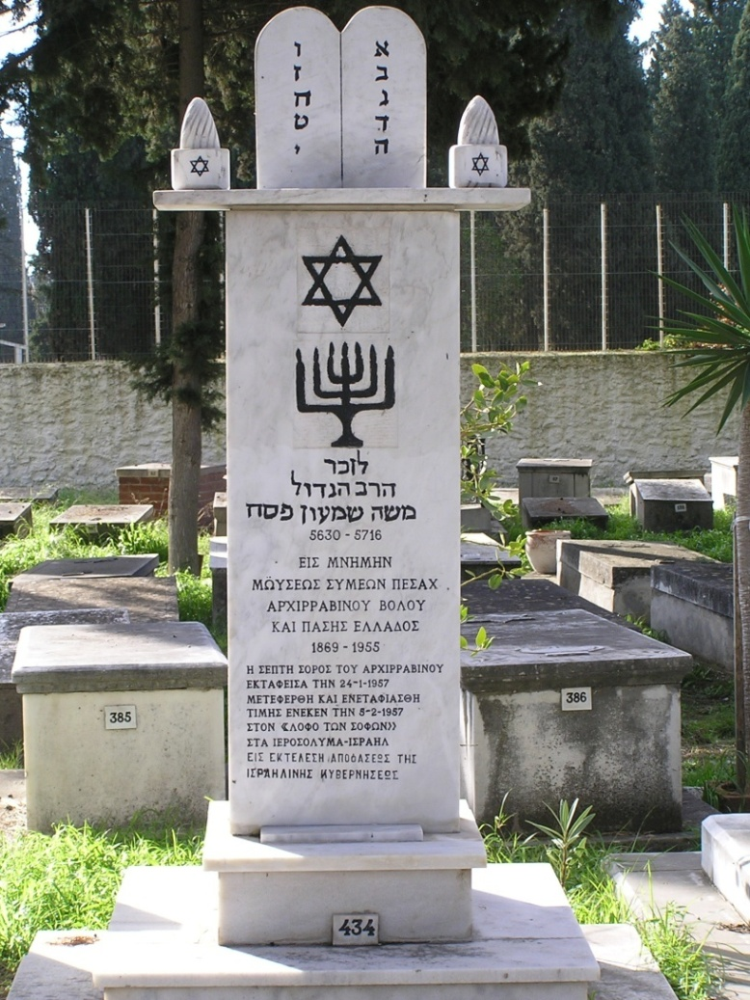 א
ב
ג
ד
ה
ו
ז
ח
ט
י
לזכר
הרב הגדול
משה שמעון פסח
5630 - 5716
ΕΙΣ ΜΝΗΜΗΝ
ΜΩΫΣΕΩΣ ΣΥΜΕΩΝ ΠΕΣΑΧ
ΑΡΧΙΡΡΑΒΙΝΟΥ ΒΟΛΟΥ
ΚΑΙ ΠΑΣΗΣ ΕΛΛΑΔΟΣ
1869 - 1955
Η ΣΕΠΤΗ ΣΟΡΟΣ ΤΟΥ ΑΡΧΙΡΡΑΒΙΝΟΥ
ΕΚΤΑΦΕΙΣΑ ΤΗΝ 24-1-1957
ΜΕΤΕΦΕΡΘΗ ΚΑΙ ΕΝΕΤΑΦΙΑΣΘΗ
ΤΙΜΗΣ ΕΝΕΚΕΝ ΤΗΝ 5-2-1957
ΣΤΟΝ «ΛΟΦΟ ΤΩΝ ΣΟΦΩΝ»
ΣΤΑ ΙΕΡΟΣΟΛΥΜΑ-ΙΣΡΑΗΛ
ΕΙΣ ΕΚΤΕΛΕΣΗ ΑΠΟΦΑΣΕΩΣ ΤΗΣ
ΙΣΡΑΗΛΙΝΗΣ ΚΥΒΕΡΝΗΣΕΩΣ
385
386
434